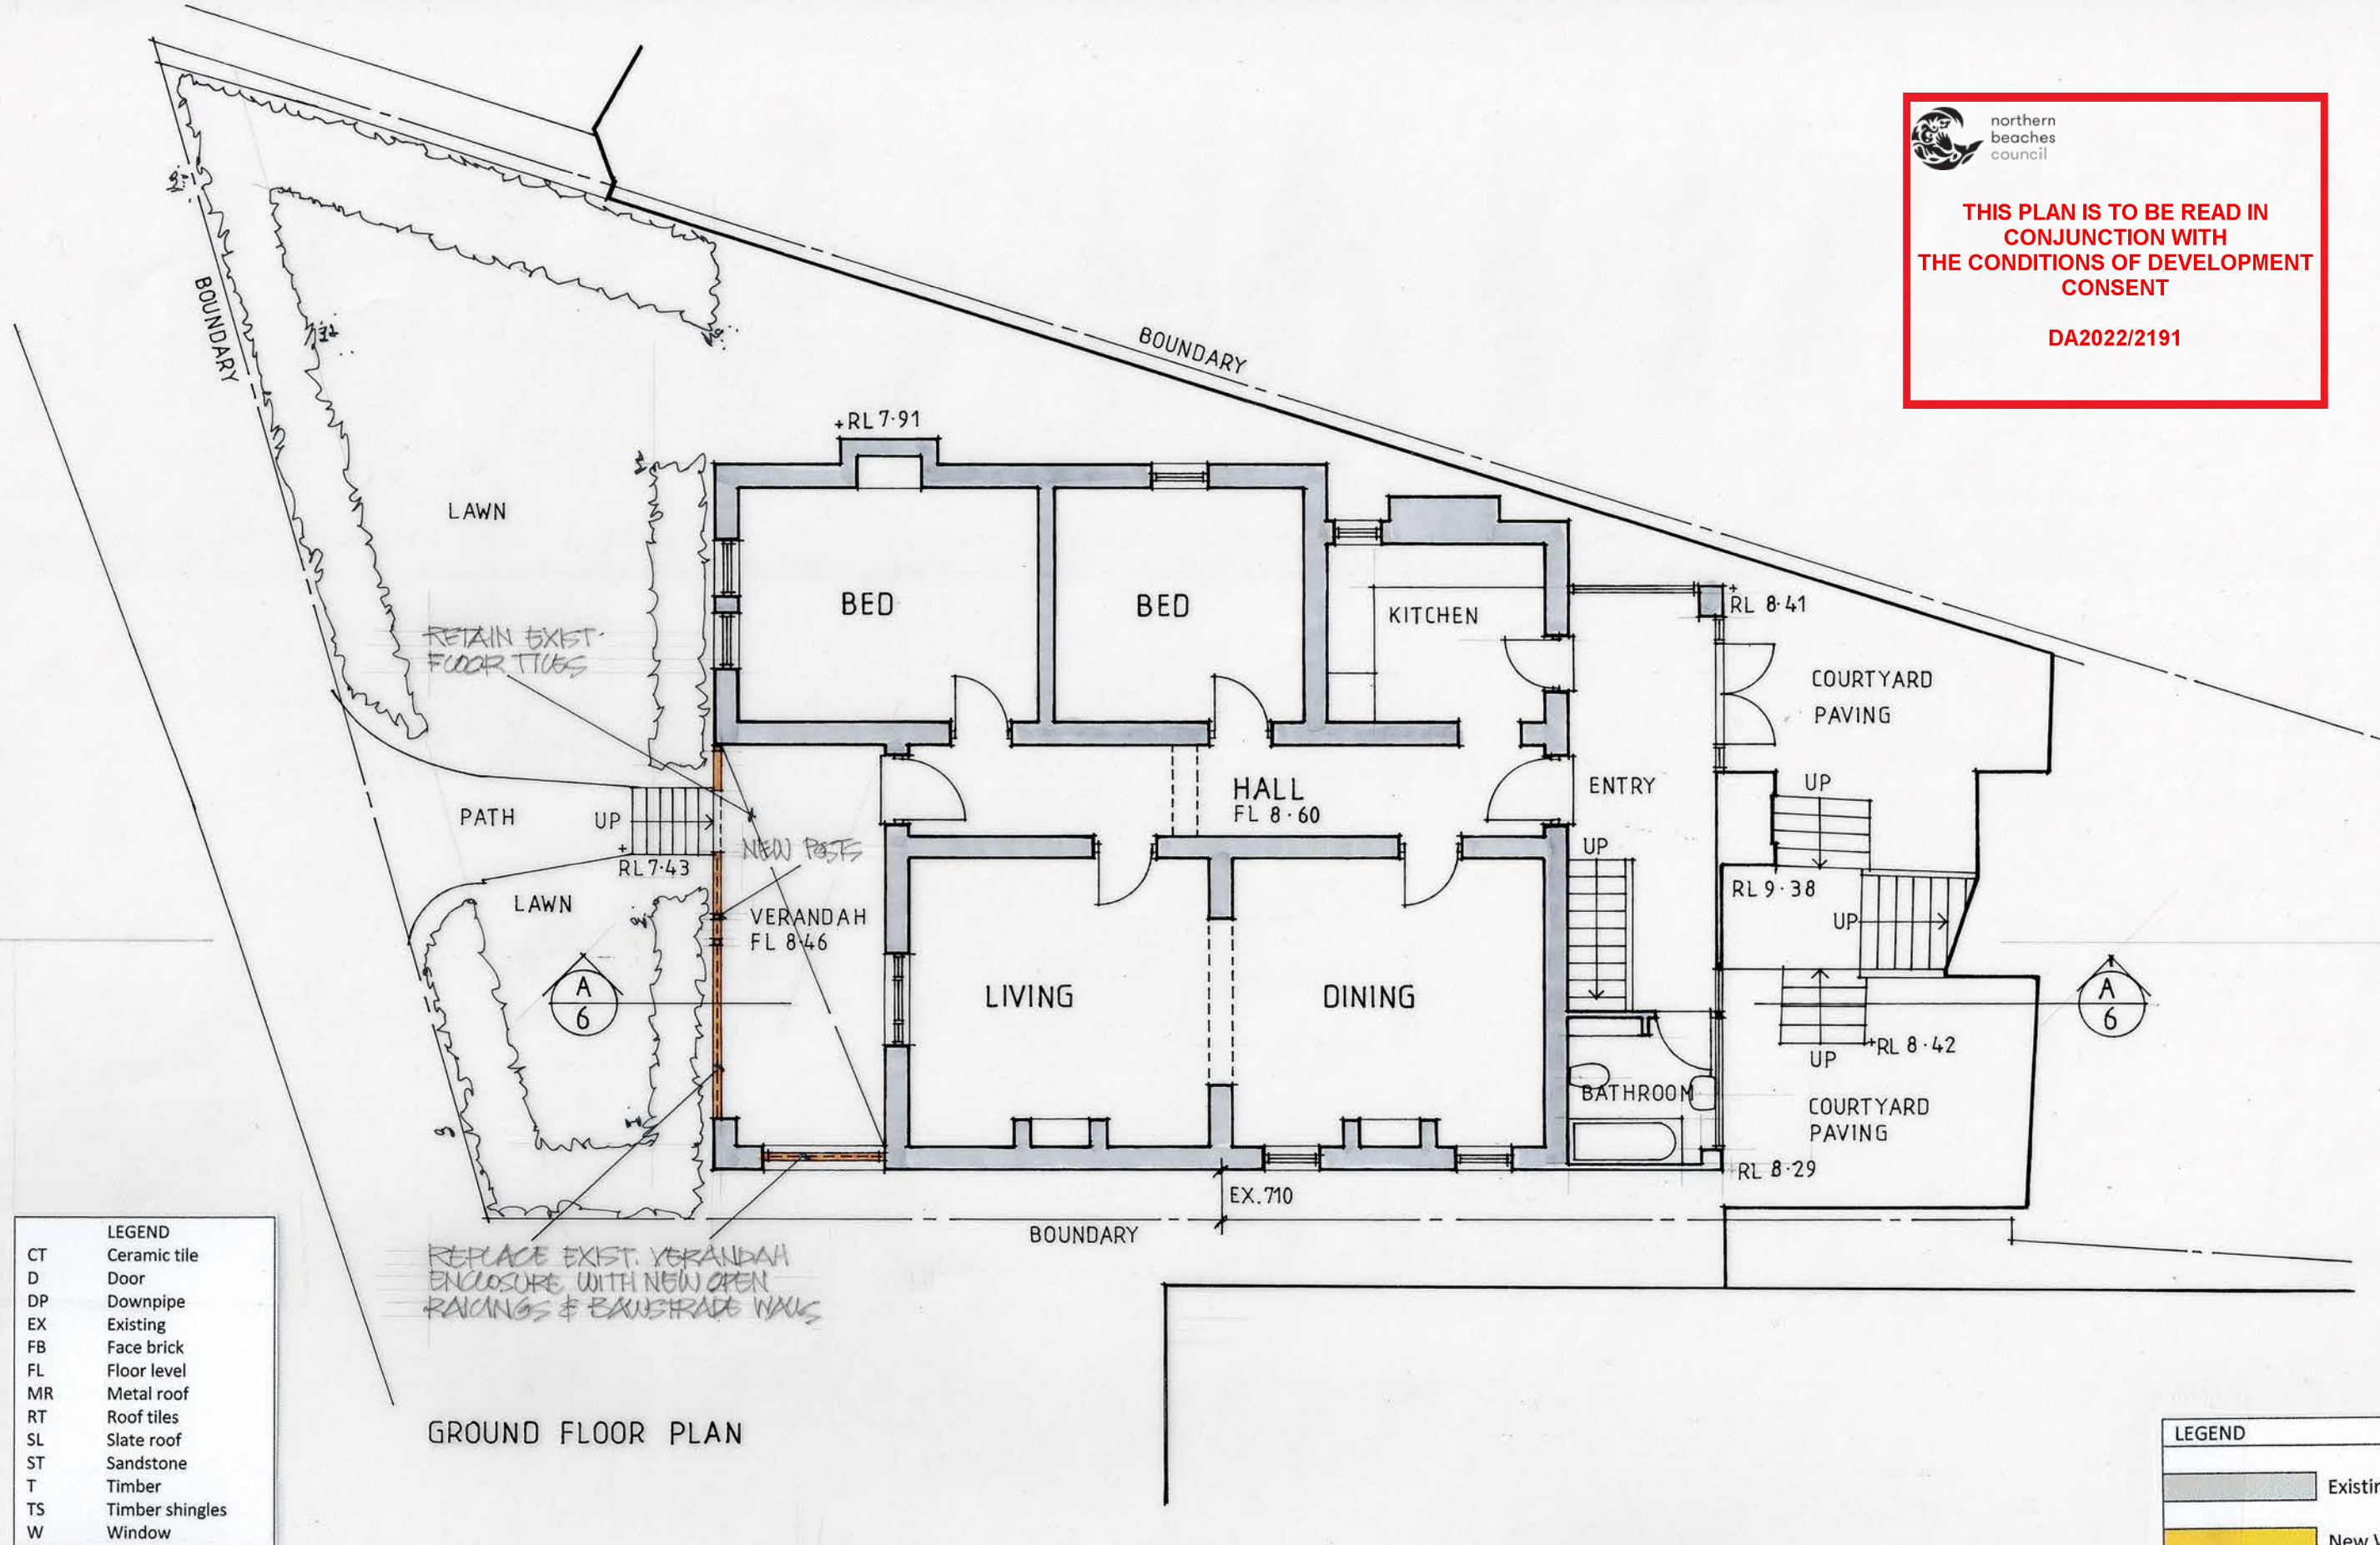 northern
beaches
council
THIS PLAN IS TO BE READ IN
CONJUNCTION WITH
THE CONDITIONS OF DEVELOPMENT
CONSENT
DA2022/2191
BOUNDARY
BOUNDARY
+RL 7·91
LAWN
BED
BED
KITCHEN
RL 8·41
RETAIN EXIST·
FLOOR TILES
COURTYARD
PAVING
HALL
FL 8·60
ENTRY
UP
PATH
UP
RL 7·43
NEW POSTS
UP
RL 9·38
LAWN
VERANDAH
FL 8·46
UP
A
6
LIVING
DINING
A
6
UP
+RL 8·42
BATHROOM
COURTYARD
PAVING
RL 8·29
EX.710
BOUNDARY
REPLACE EXIST. VERANDAH
ENCLOSURE WITH NEW OPEN
RAILINGS & BALUSTRADE WALLS
LEGEND
CT Ceramic tile
D Door
DP Downpipe
EX Existing
FB Face brick
FL Floor level
MR Metal roof
RT Roof tiles
SL Slate roof
ST Sandstone
T Timber
TS Timber shingles
W Window
GROUND FLOOR PLAN
LEGEND
Existin
New